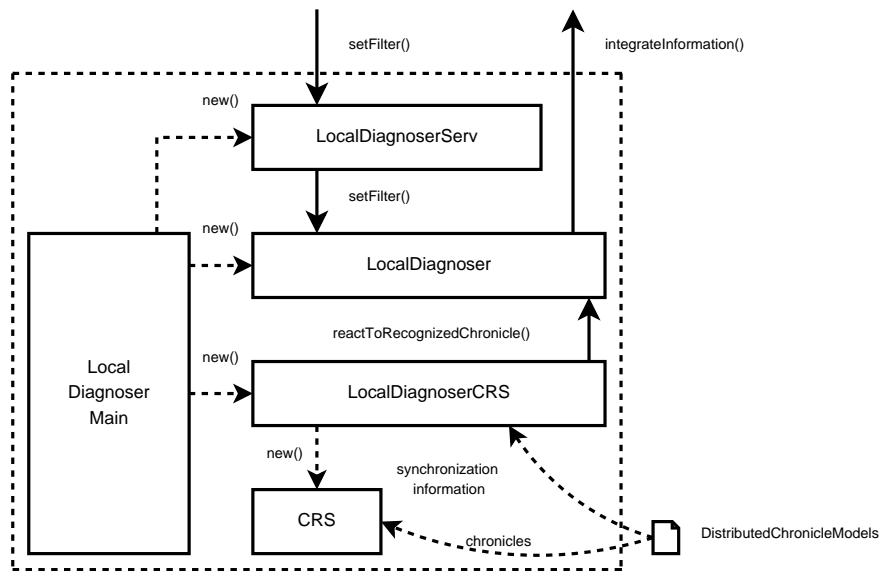 setFilter()
integrateInformation()
new()
LocalDiagnoserServ
setFilter()
new()
LocalDiagnoser
reactToRecognizedChronicle()
new()
Local
Diagnoser
Main
LocalDiagnoserCRS
new()
synchronization
information
CRS
chronicles
DistributedChronicleModels